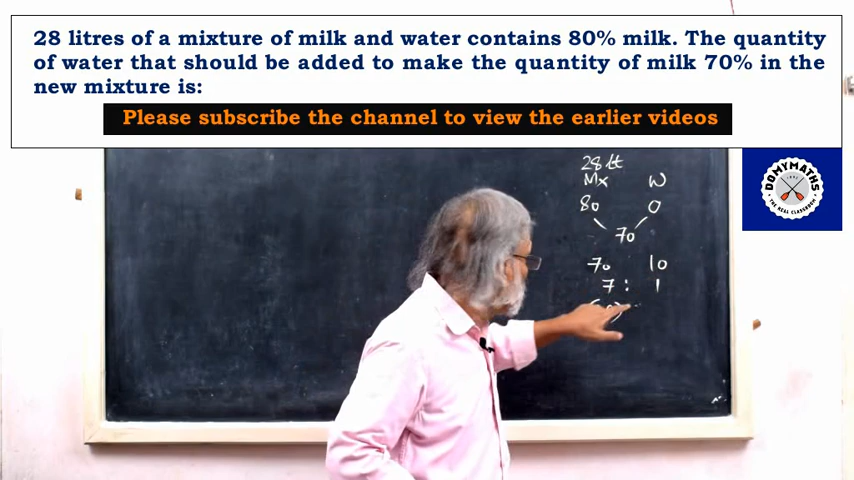 28 litres of a mixture of milk and water contains 80% milk. The quantity
of water that should be added to make the quantity of milk 70% in the
new mixture is:
Please subscribe the channel to view the earlier videos
28 lt
Mx W
80 0
70
70 10
7 : 1
DOMYMATHS
THE REAL CLASSROOM